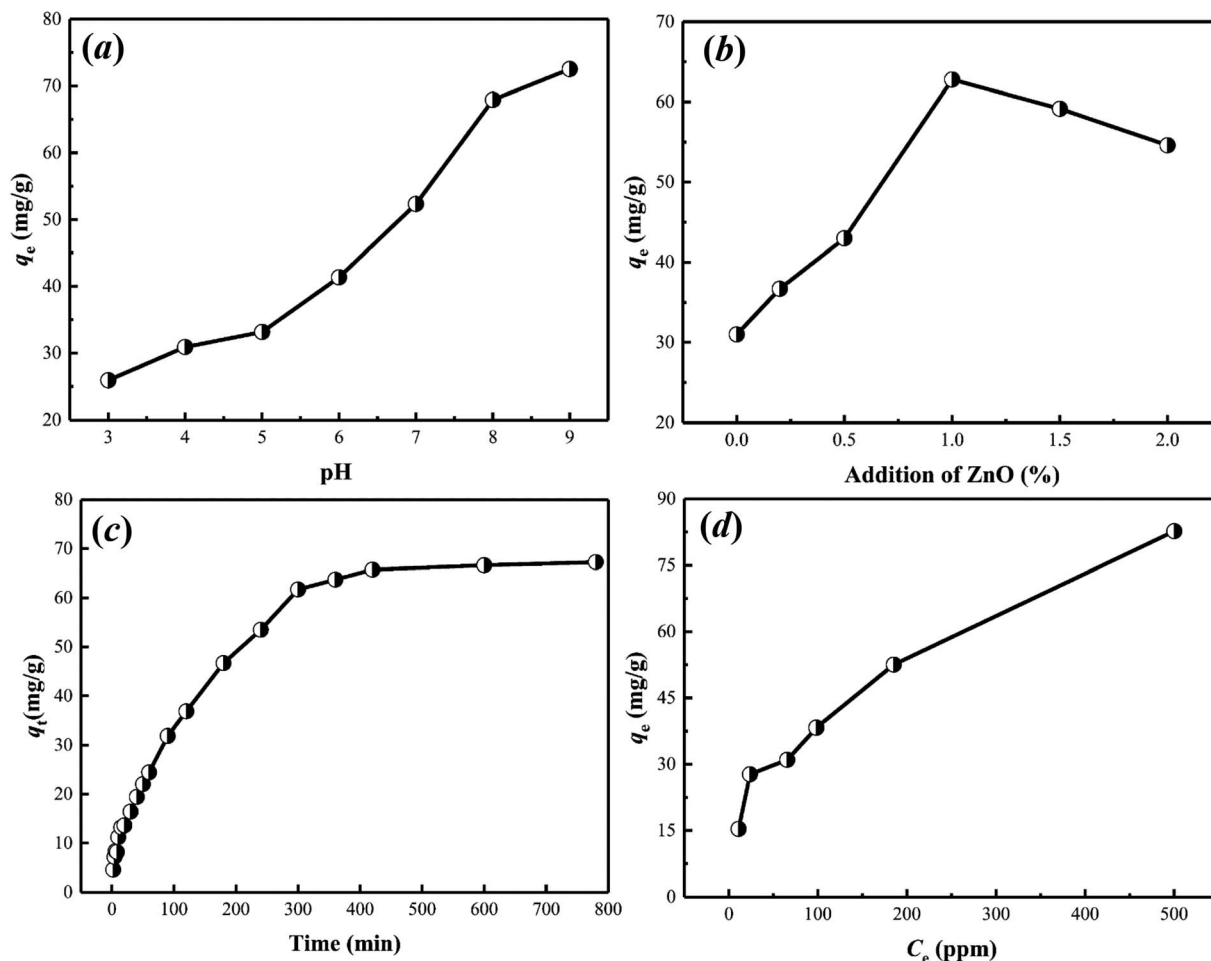 (a)
80
70
60
50
40
30
20
qe (mg/g)
3 4 5 6 7 8 9
pH
(b)
70
60
50
40
30
20
qe (mg/g)
0.0 0.5 1.0 1.5 2.0
Addition of ZnO (%)
(c)
80
70
60
50
40
30
20
10
0
qt(mg/g)
0 100 200 300 400 500 600 700 800
Time (min)
(d)
90
75
60
45
30
15
0
qe (mg/g)
0 100 200 300 400 500
Ce (ppm)